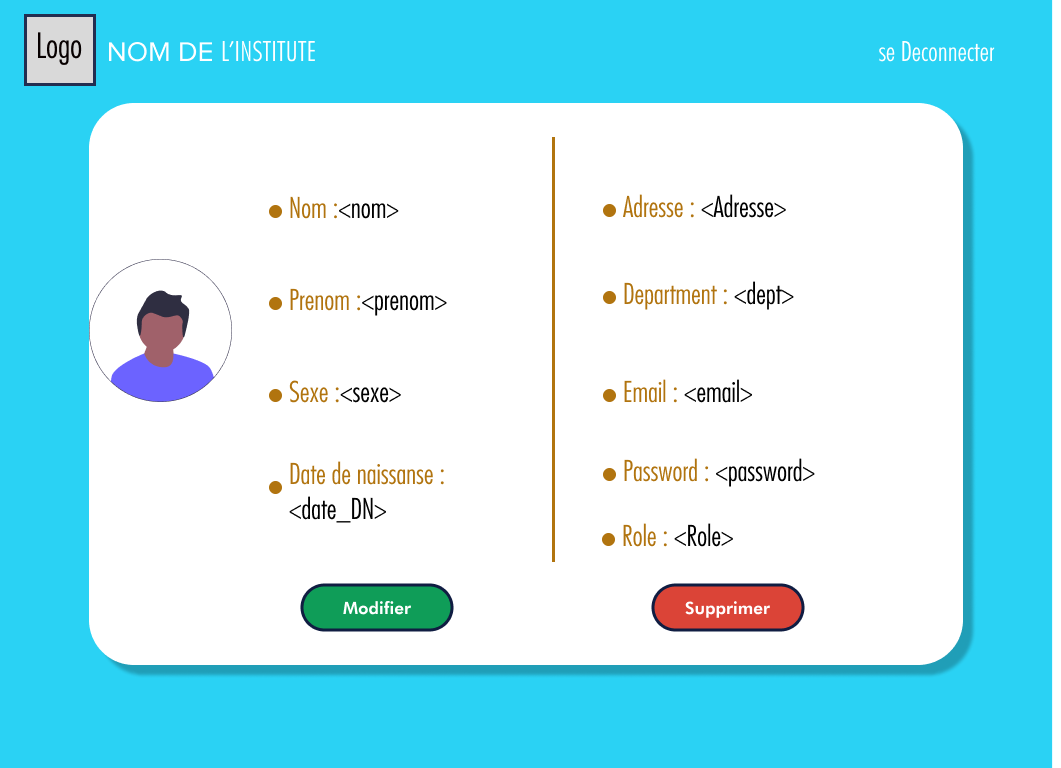 Logo
NOM DE L'INSTITUTE
se Deconnecter
Nom :<nom>
Prenom :<prenom>
Sexe :<sexe>
Date de naissanse :
<date_DN>
Adresse : <Adresse>
Department : <dept>
Email : <email>
Password : <password>
Role : <Role>
Modifier
Supprimer